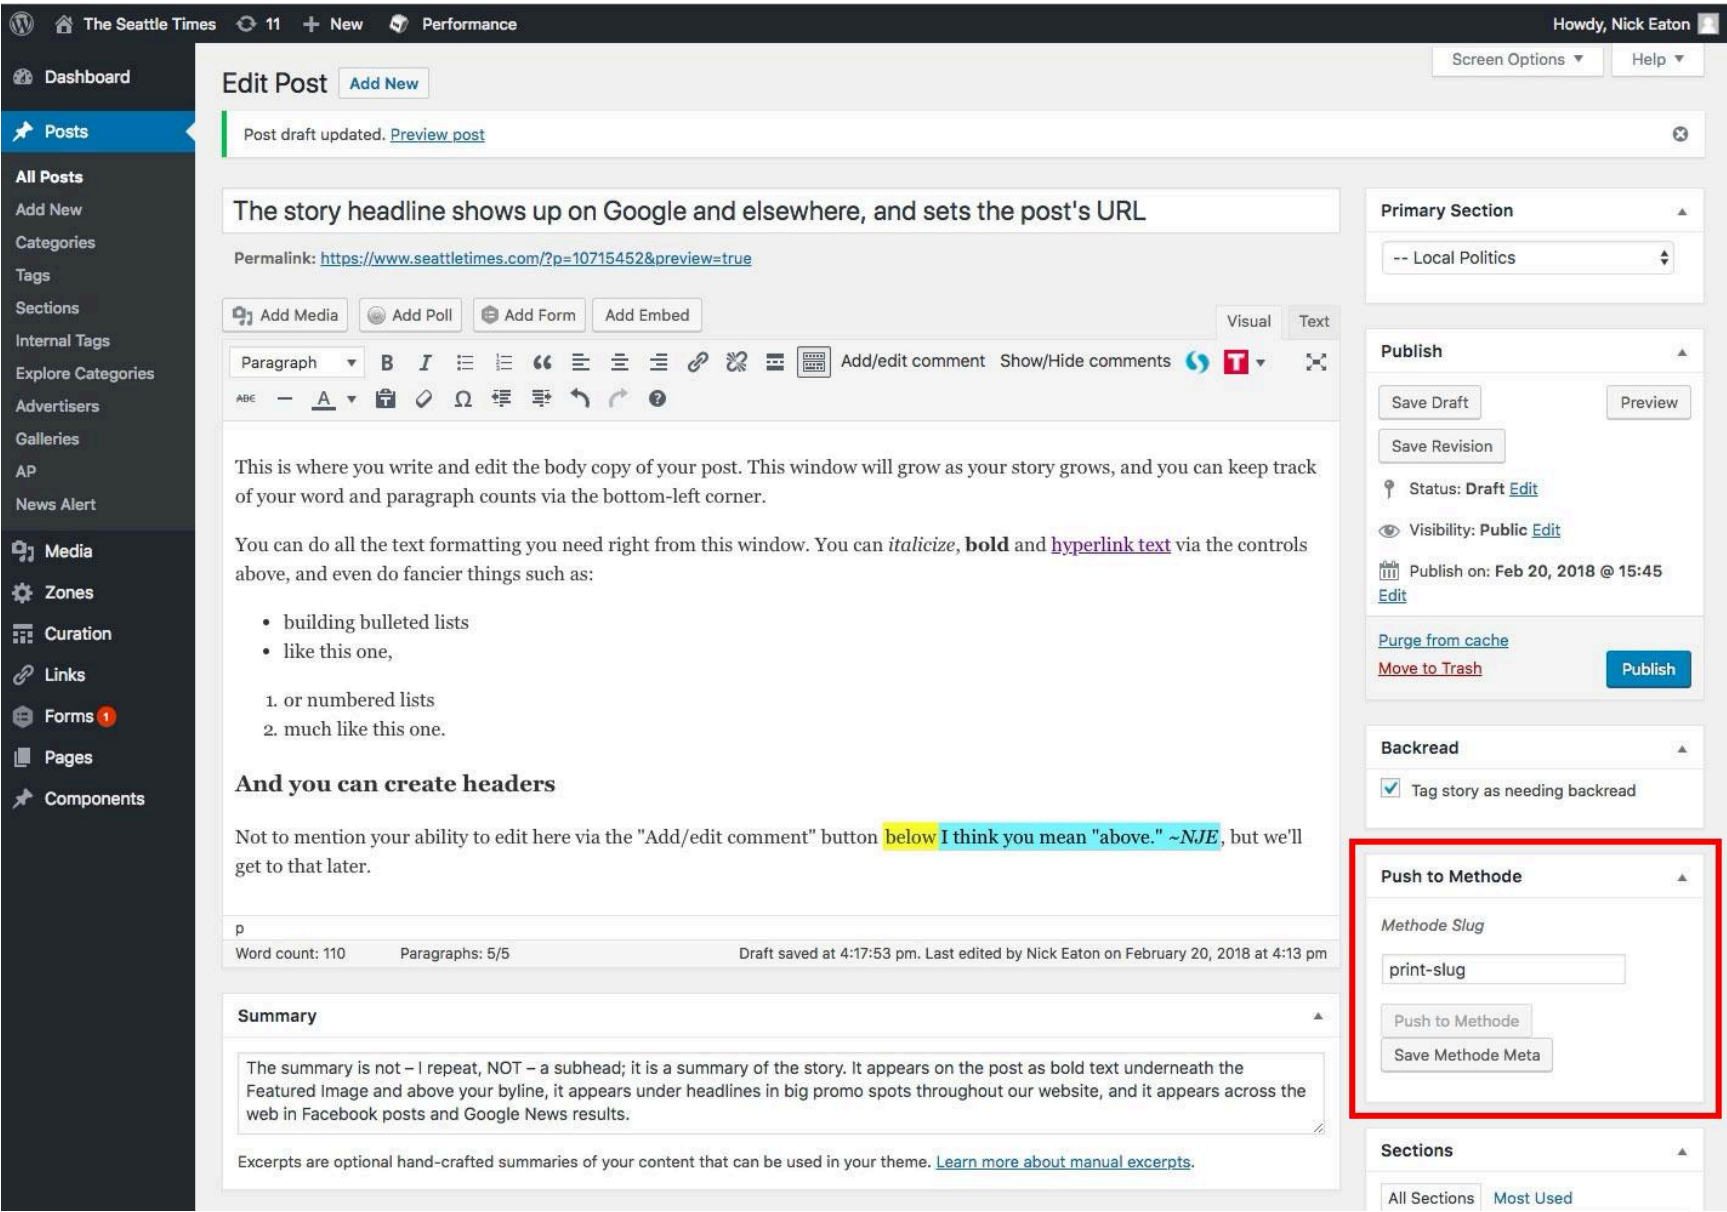 The Seattle Times 11 New Performance Howdy, Nick Eaton
Dashboard
Posts
All Posts
Add New
Categories
Tags
Sections
Internal Tags
Explore Categories
Advertisers
Galleries
AP
News Alert
Media
Zones
Curation
Links
Forms 1
Pages
Components
Screen Options Help
Edit Post Add New
Post draft updated. Preview post
The story headline shows up on Google and elsewhere, and sets the post's URL
Permalink: https://www.seattletimes.com/?p=10715452&preview=true
Add Media Add Poll Add Form Add Embed
Visual Text
Paragraph B I Add/edit comment Show/Hide comments T
ABE A Ω
This is where you write and edit the body copy of your post. This window will grow as your story grows, and you can keep track
of your word and paragraph counts via the bottom-left corner.
You can do all the text formatting you need right from this window. You can italicize, bold and hyperlink text via the controls
above, and even do fancier things such as:
• building bulleted lists
• like this one,
1. or numbered lists
2. much like this one.
And you can create headers
Not to mention your ability to edit here via the "Add/edit comment" button below I think you mean "above." ~NJE, but we'll
get to that later.
p
Word count: 110 Paragraphs: 5/5 Draft saved at 4:17:53 pm. Last edited by Nick Eaton on February 20, 2018 at 4:13 pm
Summary
The summary is not – I repeat, NOT – a subhead; it is a summary of the story. It appears on the post as bold text underneath the
Featured Image and above your byline, it appears under headlines in big promo spots throughout our website, and it appears across the
web in Facebook posts and Google News results.
Excerpts are optional hand-crafted summaries of your content that can be used in your theme. Learn more about manual excerpts.
Primary Section
-- Local Politics
Publish
Save Draft Preview
Save Revision
Status: Draft Edit
Visibility: Public Edit
Publish on: Feb 20, 2018 @ 15:45
Edit
Purge from cache
Move to Trash Publish
Backread
Tag story as needing backread
Push to Methode
Methode Slug
print-slug
Push to Methode
Save Methode Meta
Sections
All Sections Most Used